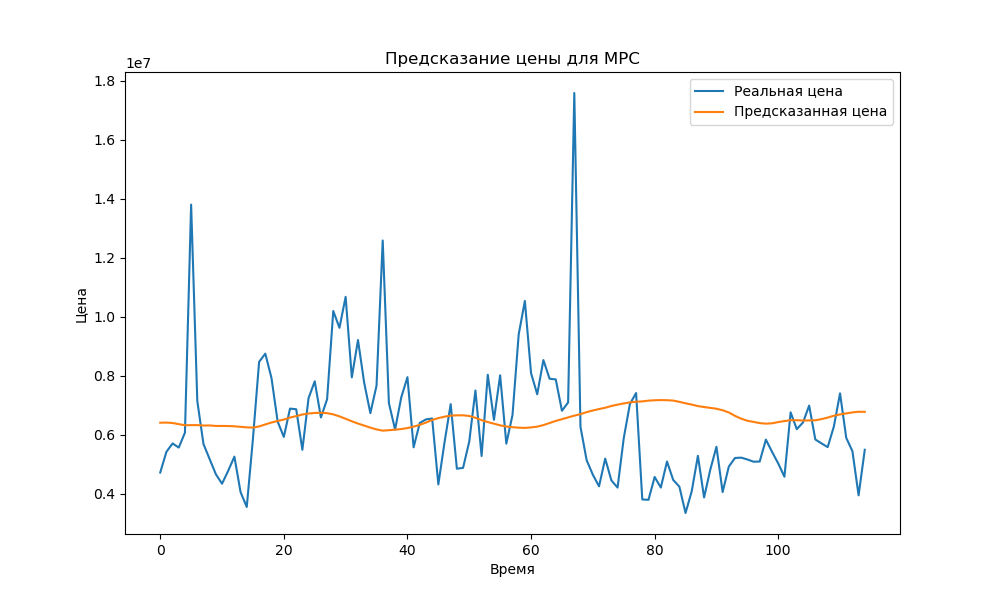 Предсказание цены для MPC
1e7
Реальная цена
Предсказанная цена
1.8
1.6
1.4
1.2
1.0
0.8
0.6
0.4
Цена
0 20 40 60 80 100
Время